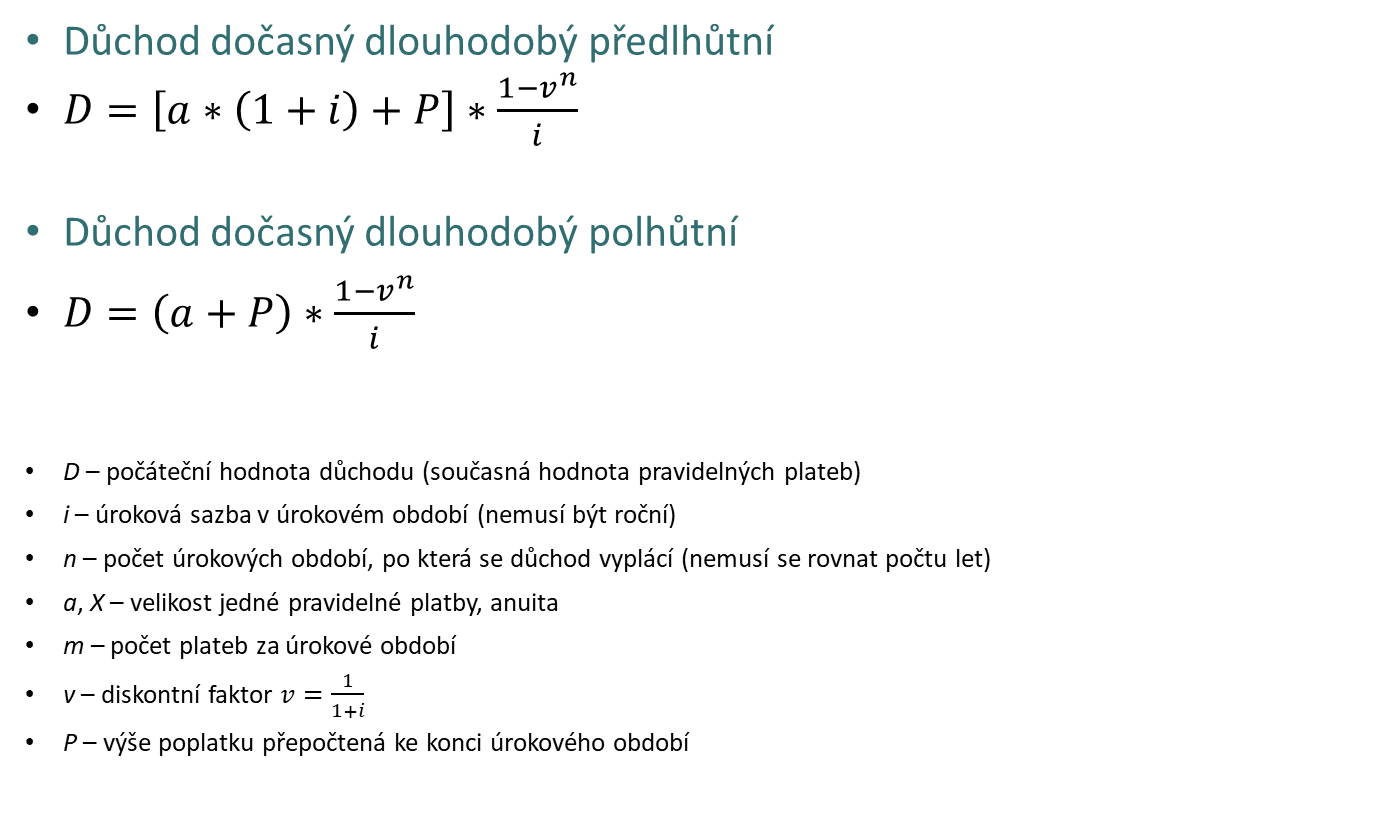 • Důchod dočasný dlouhodobý předlhůtní
• D = [a ∗ (1 + i) + P] ∗ \frac{1−v^n}{i}
• Důchod dočasný dlouhodobý polhůtní
• D = (a + P) ∗ \frac{1−v^n}{i}
• D – počáteční hodnota důchodu (současná hodnota pravidelných plateb)
• i – úroková sazba v úrokovém období (nemusí být roční)
• n – počet úrokových období, po která se důchod vyplácí (nemusí se rovnat počtu let)
• a, X – velikost jedné pravidelné platby, anuita
• m – počet plateb za úrokové období
• v – diskontní faktor v = \frac{1}{1+i}
• P – výše poplatku přepočtená ke konci úrokového období